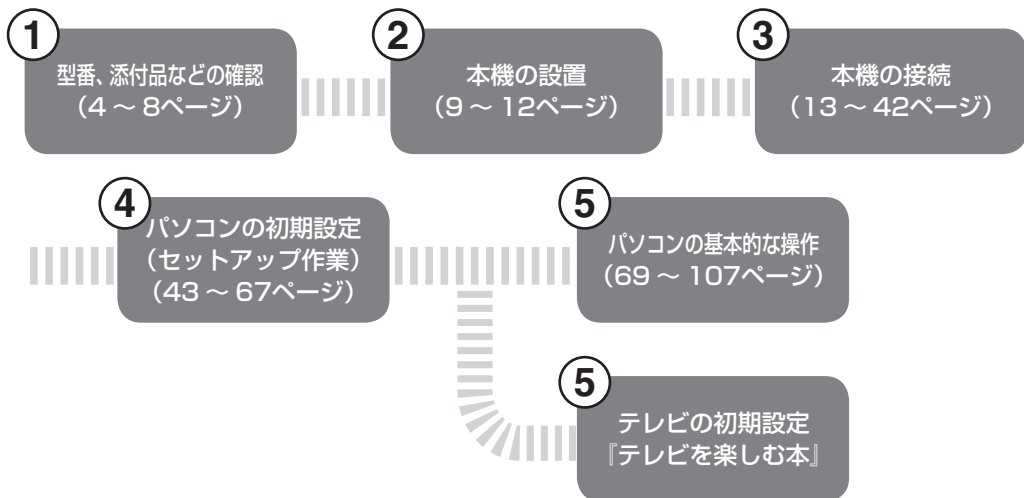 1
型番、添付品などの確認
（4 ～ 8ページ）
2
本機の設置
（9 ～ 12ページ）
3
本機の接続
（13 ～ 42ページ）
4
パソコンの初期設定
（セットアップ作業）
（43 ～ 67ページ）
5
パソコンの基本的な操作
（69 ～ 107ページ）
5
テレビの初期設定
『テレビを楽しむ本』